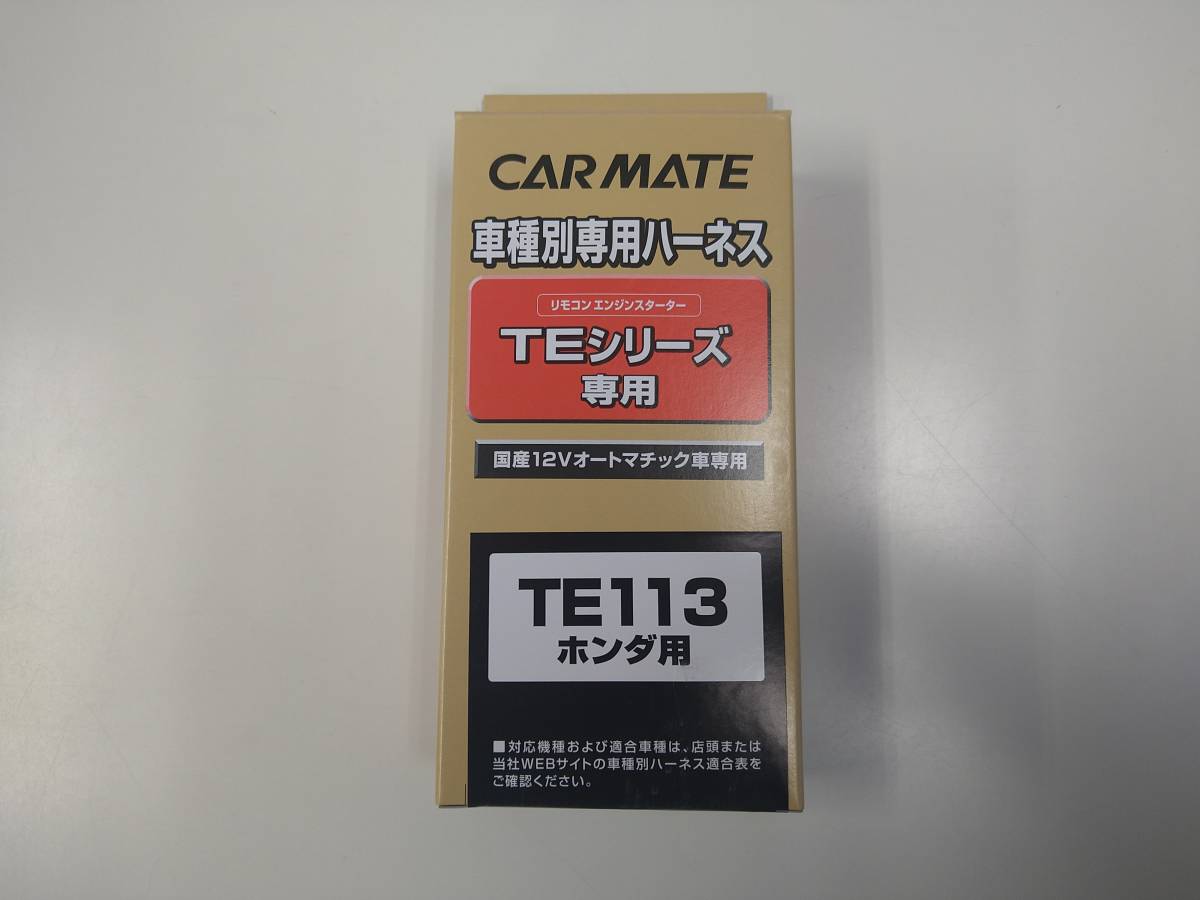 CAR MATE
車種別専用ハーネス
リモコン エンジンスターター
TEシリーズ
専用
国産12Vオートマチック車専用
TE113
ホンダ用
■対応機種および適合車種は、店頭または
当社WEBサイトの車種別ハーネス適合表を
ご確認ください。